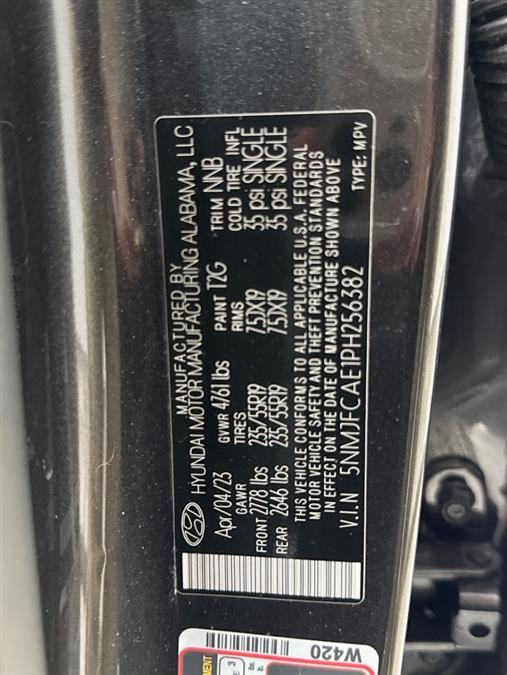 MANUFACTURED BY
HYUNDAI MOTOR MANUFACTURING ALABAMA, LLC
Apr/04/23 GVWR 4761 lbs PAINT T2G TRIM NNB
GAWR TIRES RIMS COLD TIRE INFL
FRONT 2778 lbs 235/55R19 7.5JX19 35 psi SINGLE
REAR 2646 lbs 235/55R19 7.5JX19 35 psi SINGLE
THIS VEHICLE CONFORMS TO ALL APPLICABLE U.S.A. FEDERAL
MOTOR VEHICLE SAFETY AND THEFT PREVENTION STANDARDS
IN EFFECT ON THE DATE OF MANUFACTURE SHOWN ABOVE
V.I.N 5NMJFCAE1PH256382 TYPE: MPV
W420